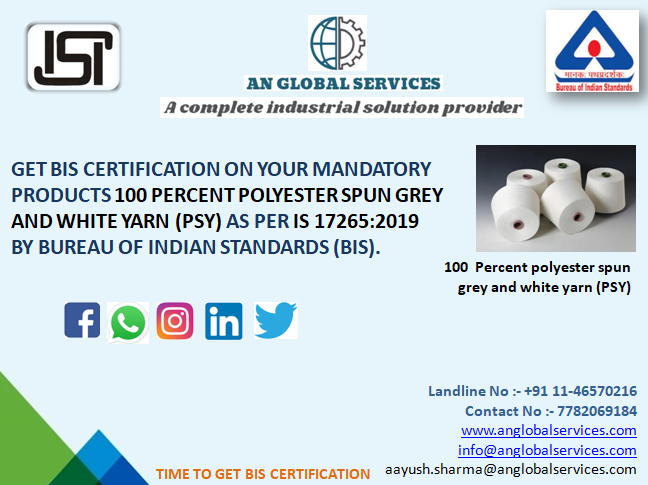 ISI
AN GLOBAL SERVICES
A complete industrial solution provider
मानकः पथप्रदर्शकः
Bureau of Indian Standards
GET BIS CERTIFICATION ON YOUR MANDATORY
PRODUCTS 100 PERCENT POLYESTER SPUN GREY
AND WHITE YARN (PSY) AS PER IS 17265:2019
BY BUREAU OF INDIAN STANDARDS (BIS).
100 Percent polyester spun
grey and white yarn (PSY)
Landline No :- +91 11-46570216
Contact No :- 7782069184
www.anglobalservices.com
info@anglobalservices.com
aayush.sharma@anglobalservices.com
TIME TO GET BIS CERTIFICATION